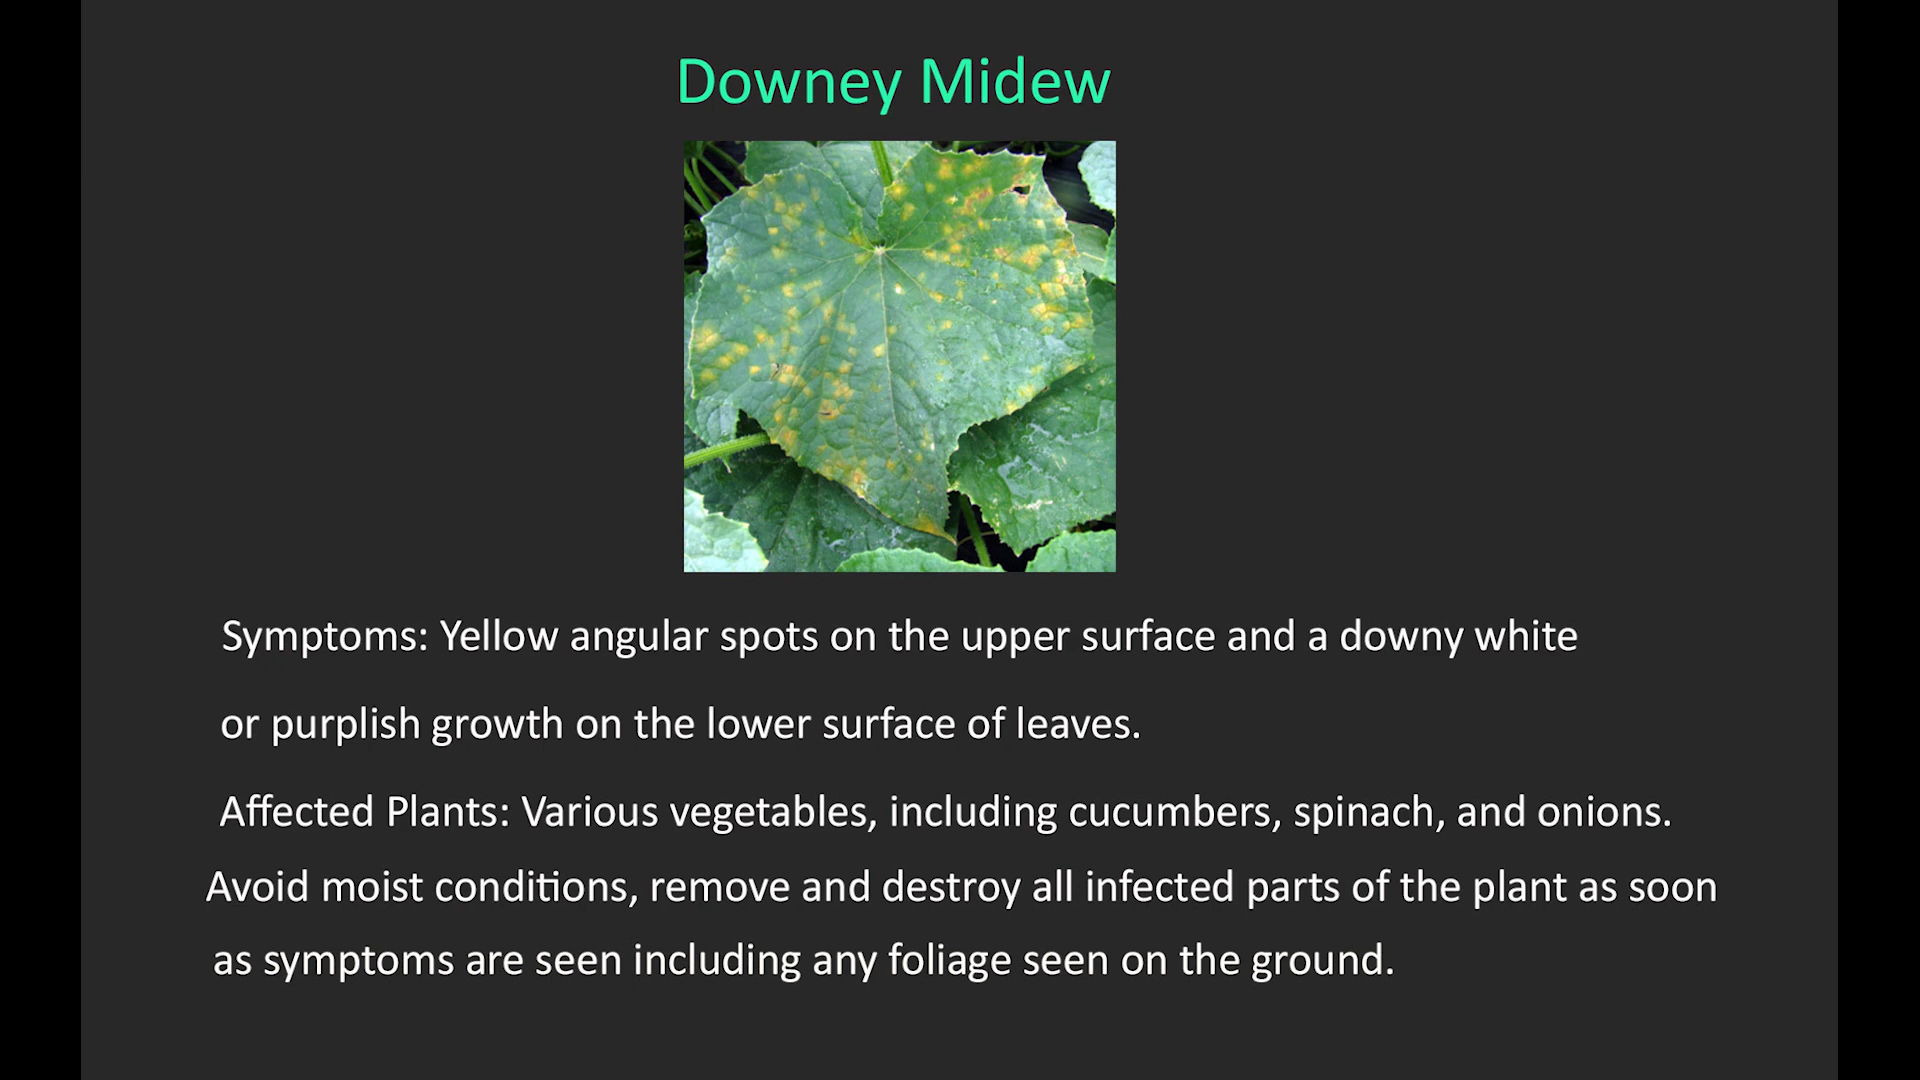 Downey Midew
Symptoms: Yellow angular spots on the upper surface and a downy white
or purplish growth on the lower surface of leaves.
Affected Plants: Various vegetables, including cucumbers, spinach, and onions.
Avoid moist conditions, remove and destroy all infected parts of the plant as soon
as symptoms are seen including any foliage seen on the ground.